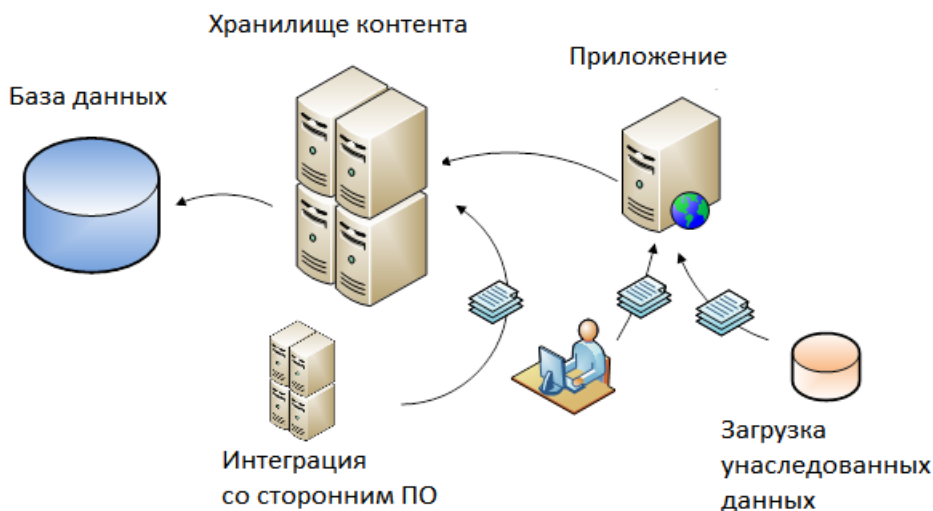 Хранилище контента
Приложение
База данных
Интеграция
со сторонним ПО
Загрузка
унаследованных
данных